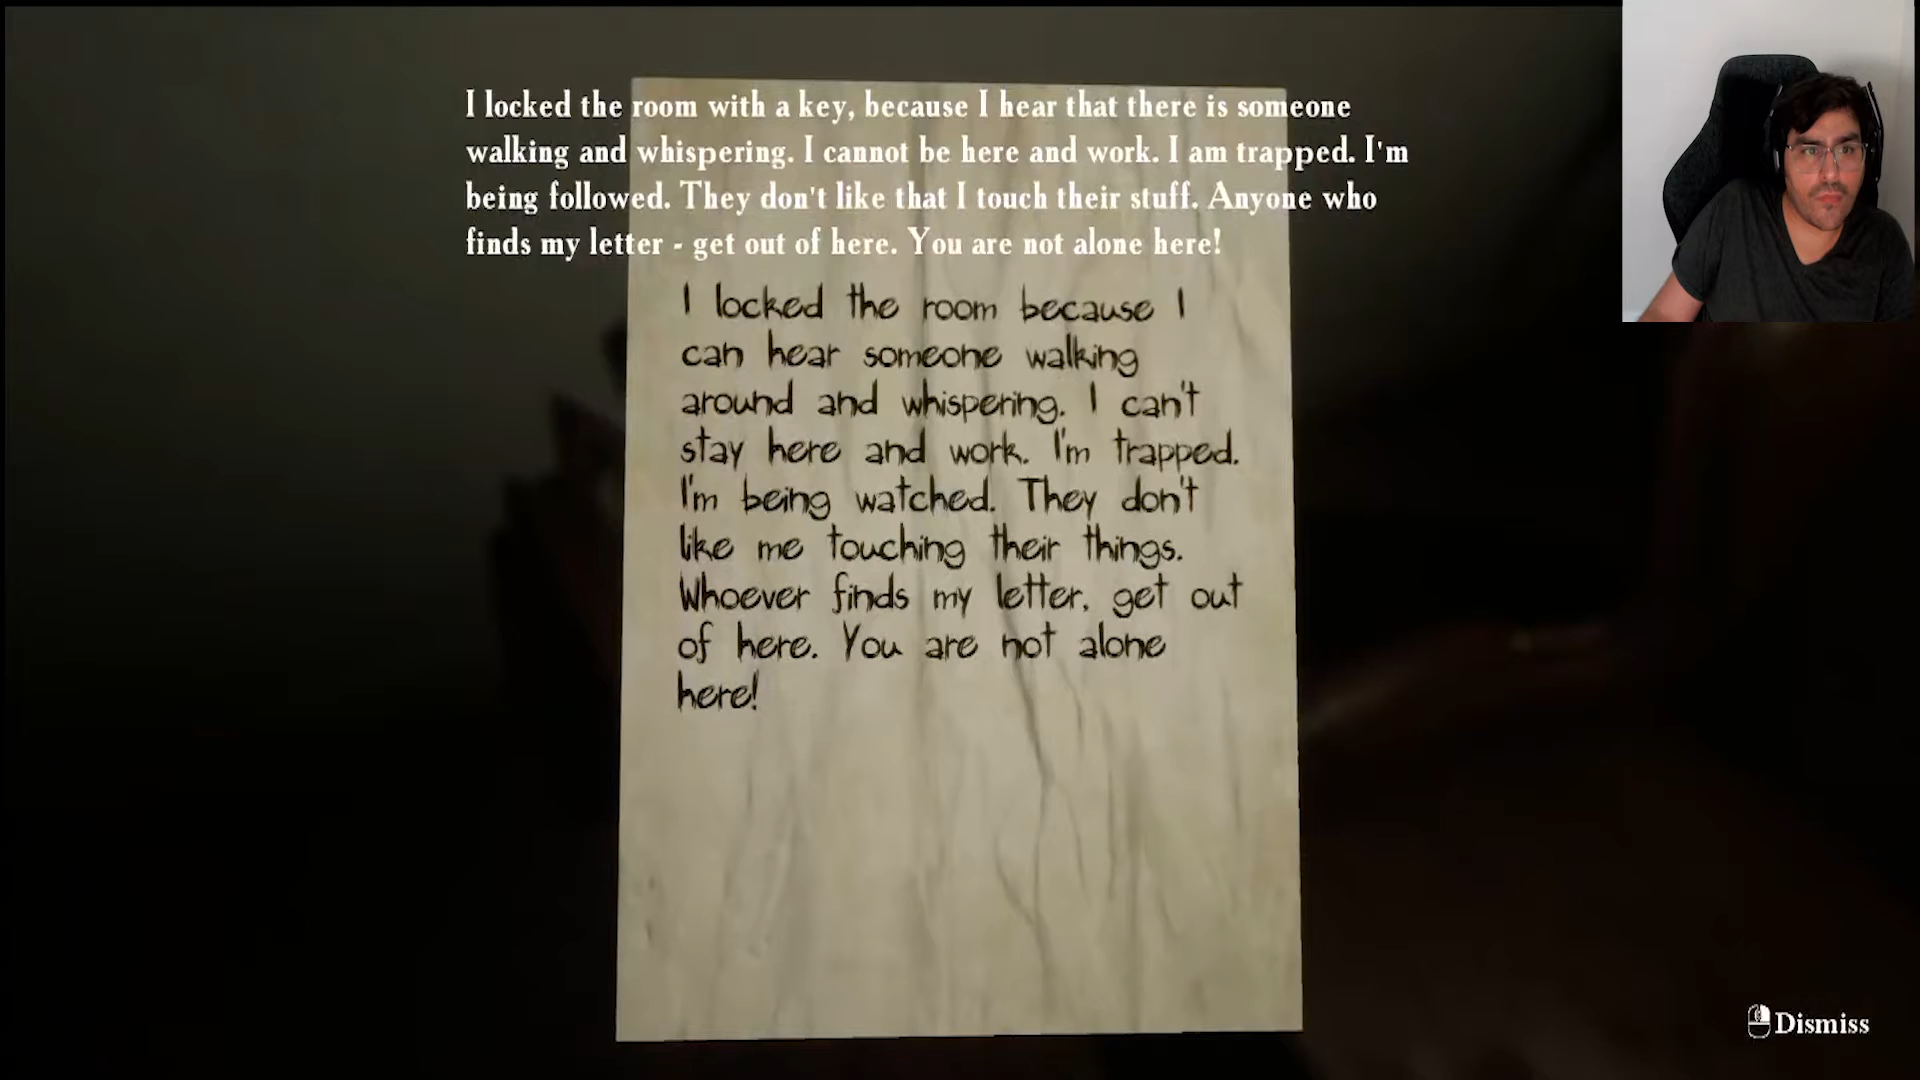 I locked the room with a key, because I hear that there is someone
walking and whispering. I cannot be here and work. I am trapped. I'm
being followed. They don't like that I touch their stuff. Anyone who
finds my letter - get out of here. You are not alone here!
I locked the room because I
can hear someone walking
around and whispering. I can't
stay here and work. I'm trapped.
I'm being watched. They don't
like me touching their things.
Whoever finds my letter, get out
of here. You are not alone
here!
Dismiss